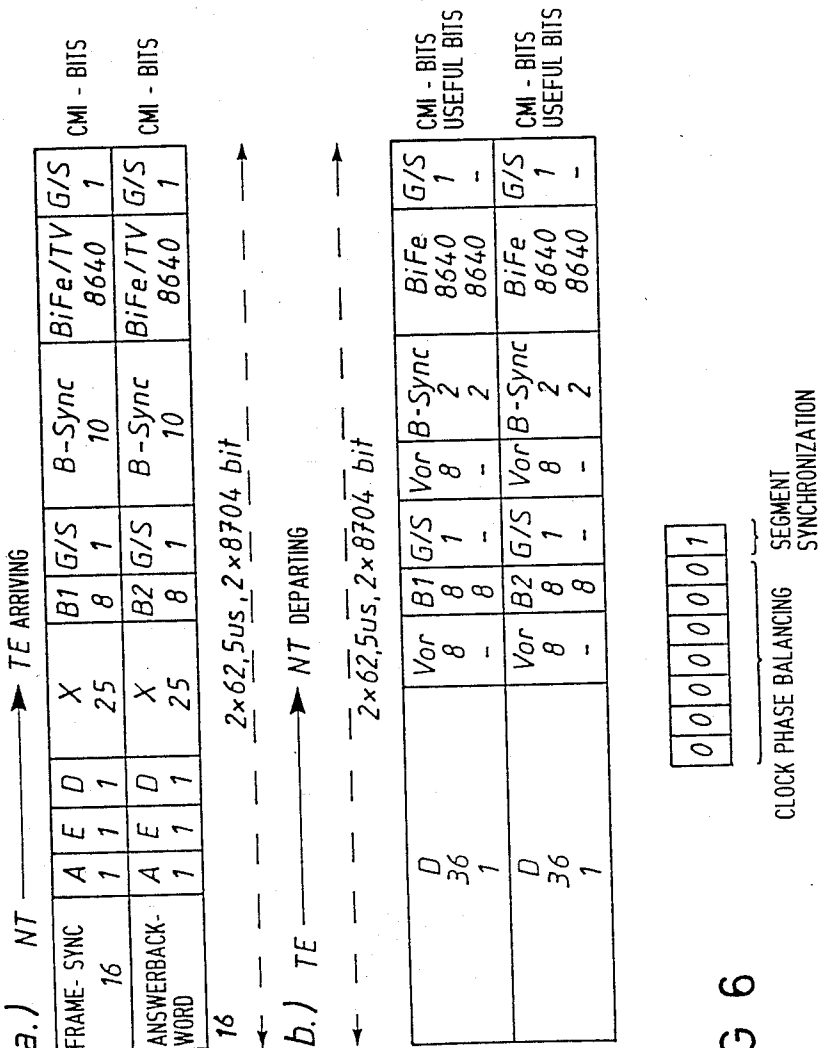 a.) NT TE ARRIVING
FRAME-SYNC A E D X B1 G/S B-Sync BiFe/TV G/S CMI - BITS
16 1 1 1 25 8 1 10 8640 1
ANSWERBACK- A E D X B2 G/S B-Sync BiFe/TV G/S CMI - BITS
WORD 1 1 1 25 8 1 10 8640 1
16
2×62,5us, 2×8704 bit
b.) TE NT DEPARTING
2×62,5us, 2×8704 bit
D Vor B1 G/S Vor B-Sync BiFe G/S
36 8 8 1 8 2 8640 1 CMI - BITS
1 - 8 - - 2 8640 - USEFUL BITS
D Vor B2 G/S Vor B-Sync BiFe G/S
36 8 8 1 8 2 8640 1 CMI - BITS
1 - 8 - - 2 8640 - USEFUL BITS
0 0 0 0 0 0 0 1
CLOCK PHASE BALANCING
SEGMENT
SYNCHRONIZATION
G 6